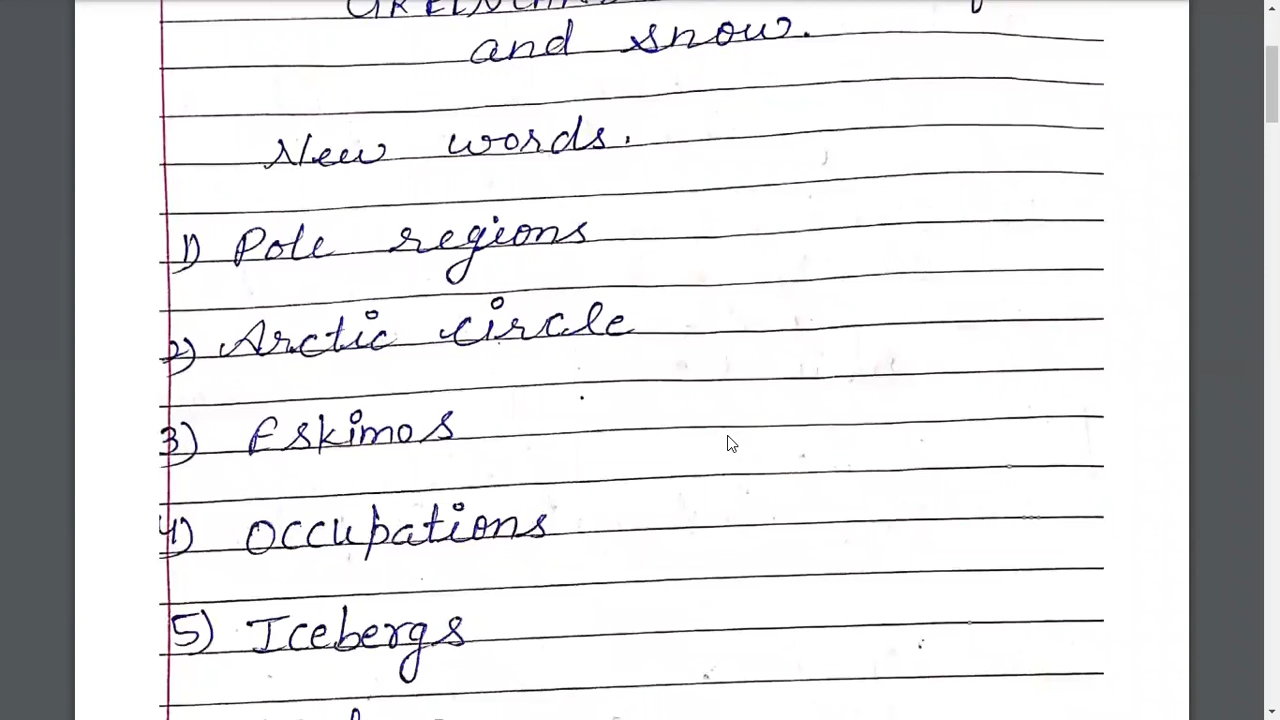 and snow.
New words.
1) Pole regions
2) Arctic circle
3) Eskimos
4) Occupations
5) Icebergs